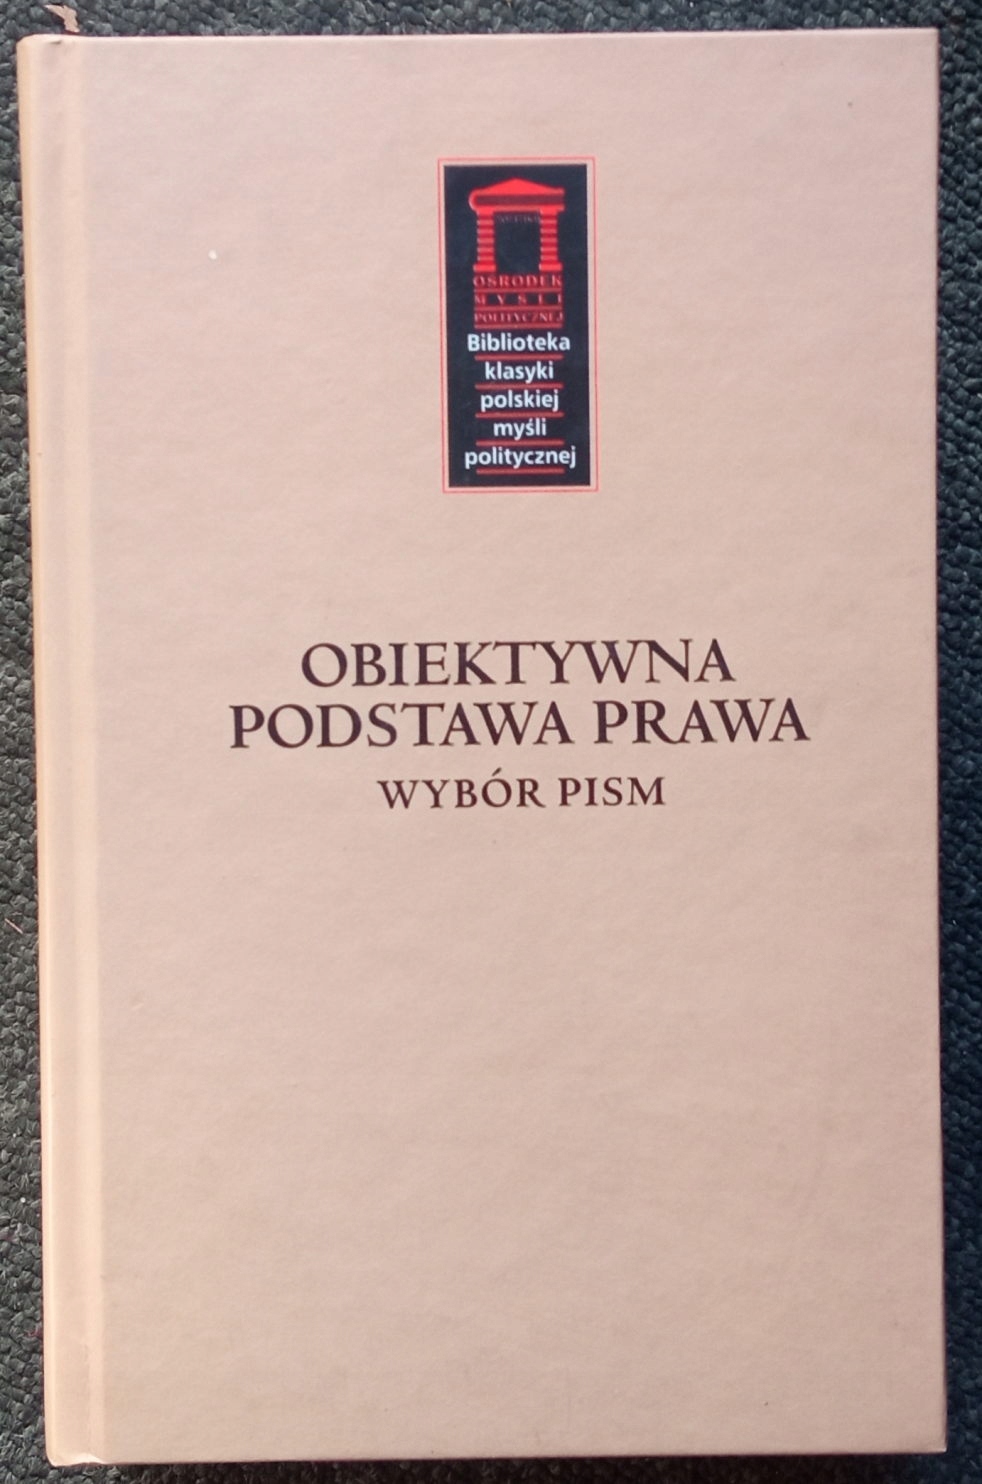 OŚRODEK
MYŚLI
POLITYCZNEJ
Biblioteka
klasyki
polskiej
myśli
politycznej
OBIEKTYWNA
PODSTAWA PRAWA
WYBÓR PISM